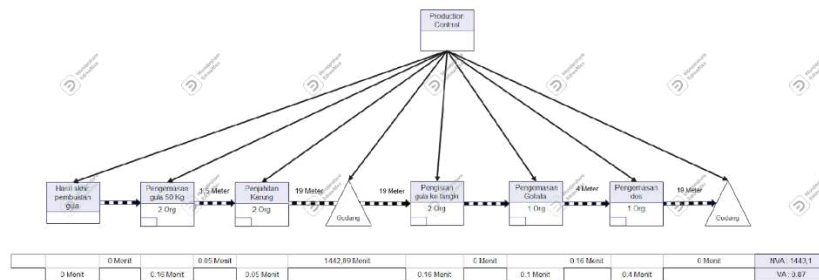 Production
Control
Hasil akhir
pembuatan
gula
Pengemasan
gula 50 Kg
2 Org
1,5 Meter
Penjahitan
Karung
2 Org
19 Meter
Gudang
19 Meter
Pengisian
gula ke tangki
2 Org
Pengemasan
1 Org
4 Meter
Pengemasan
dos
1 Org
19 Meter
Gudang
0 Menit
0.05 Menit
1442,89 Menit
0 Menit
0.16 Menit
0 Menit
NVA : 1443,1
0 Menit
0.16 Menit
0.05 Menit
0.16 Menit
0.1 Menit
0.4 Menit
VA : 0.87